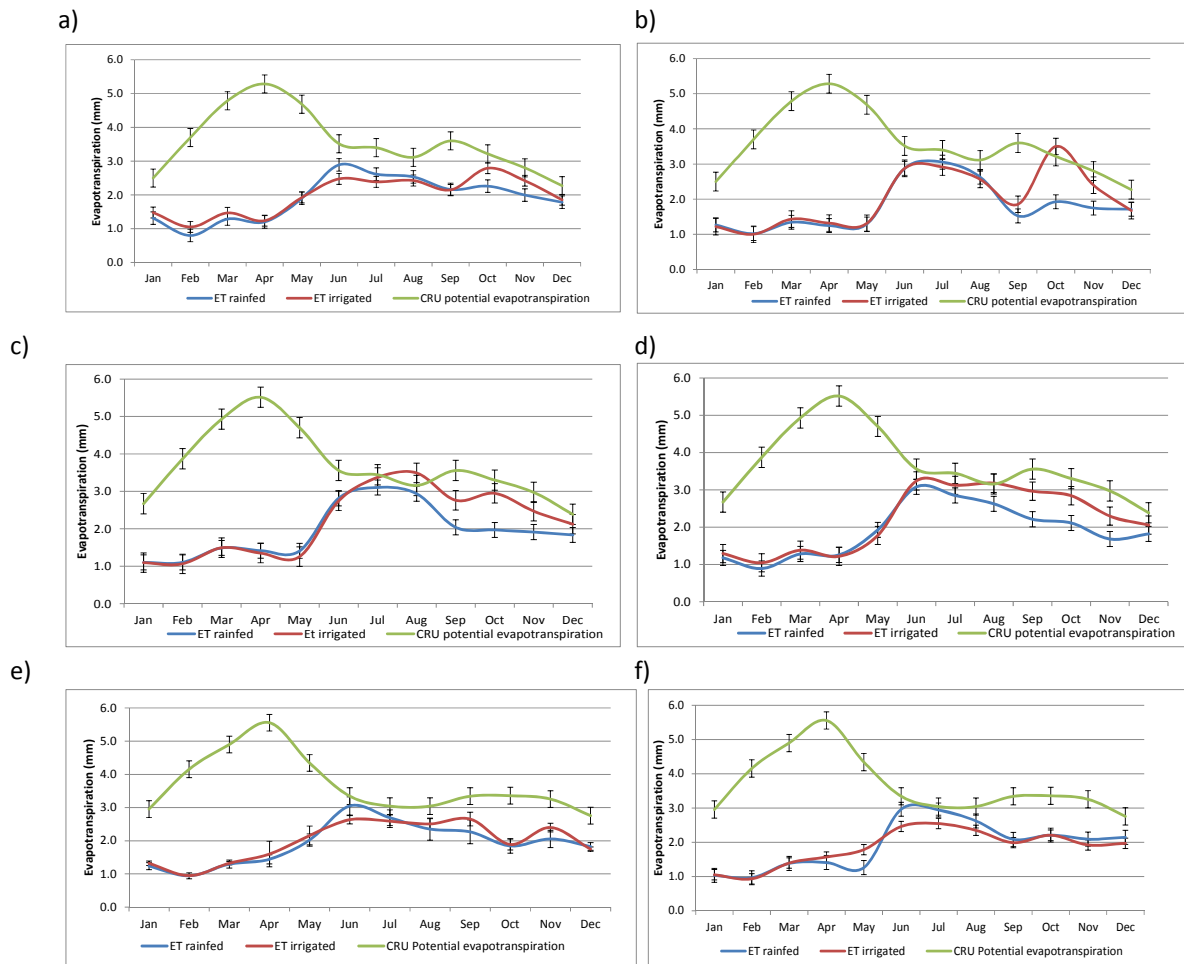 a)
6.0
5.0
4.0
3.0
2.0
1.0
0.0
Evapotranspiration (mm)
Jan Feb Mar Apr May Jun Jul Aug Sep Oct Nov Dec
ET rainfed ET irrigated CRU potential evapotranspiration
b)
6.0
5.0
4.0
3.0
2.0
1.0
0.0
Evapotranspiration (mm)
Jan Feb Mar Apr May Jun Jul Aug Sep Oct Nov Dec
ET rainfed ET irrigated CRU potential evapotranspiration
c)
6.0
5.0
4.0
3.0
2.0
1.0
0.0
Evapotranspiration (mm)
Jan Feb Mar Apr May Jun Jul Aug Sep Oct Nov Dec
ET rainfed Et irrigated CRU potential evapotranspiration
d)
6.0
5.0
4.0
3.0
2.0
1.0
0.0
Evapotranspiration (mm)
Jan Feb Mar Apr May Jun Jul Aug Sep Oct Nov Dec
ET rainfed ET irrigated CRU potential evapotranspiration
e)
6.0
5.0
4.0
3.0
2.0
1.0
0.0
Evapotranspiration (mm)
Jan Feb Mar Apr May Jun Jul Aug Sep Oct Nov Dec
ET rainfed ET irrigated CRU Potential evapotranspiration
f)
6.0
5.0
4.0
3.0
2.0
1.0
0.0
Evapotranspiration (mm)
Jan Feb Mar Apr May Jun Jul Aug Sep Oct Nov Dec
ET rainfed ET irrigated CRU Potential evapotranspiration